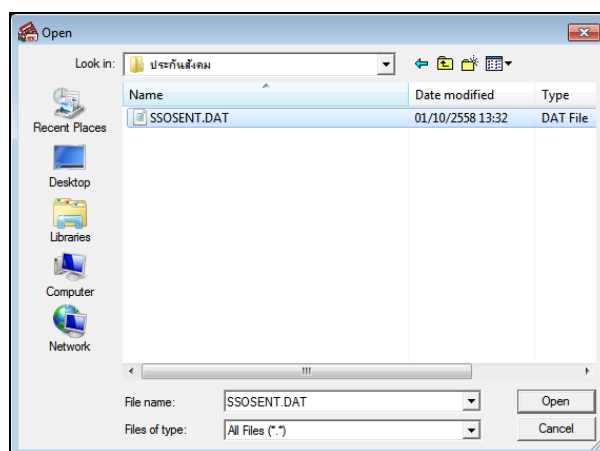 Open
Look in: ประกันสังคม
Name Date modified Type
SSOSENT.DAT 01/10/2558 13:32 DAT File
Recent Places
Desktop
Libraries
Computer
Network
File name: SSOSENT.DAT Open
Files of type: All Files (*.*) Cancel